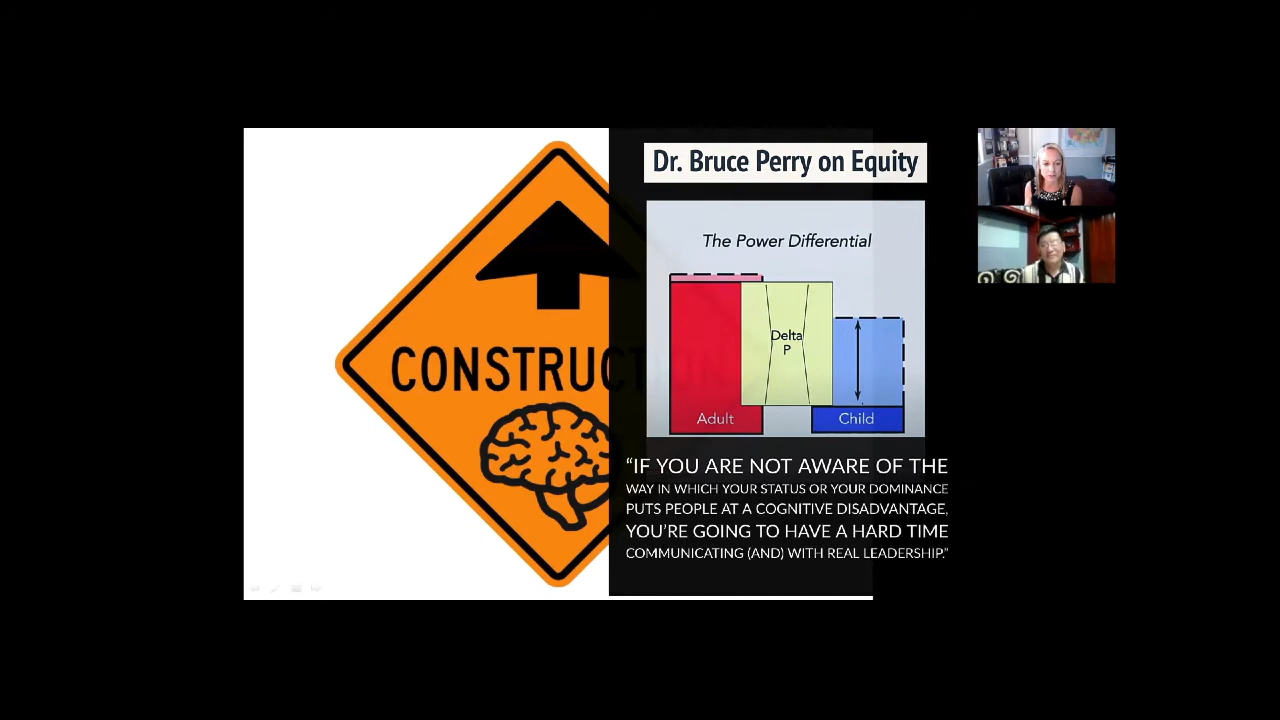 CONSTRUCTION
Dr. Bruce Perry on Equity
The Power Differential
Delta
P
Adult
Child
“IF YOU ARE NOT AWARE OF THE
WAY IN WHICH YOUR STATUS OR YOUR DOMINANCE
PUTS PEOPLE AT A COGNITIVE DISADVANTAGE,
YOU’RE GOING TO HAVE A HARD TIME
COMMUNICATING (AND) WITH REAL LEADERSHIP.”